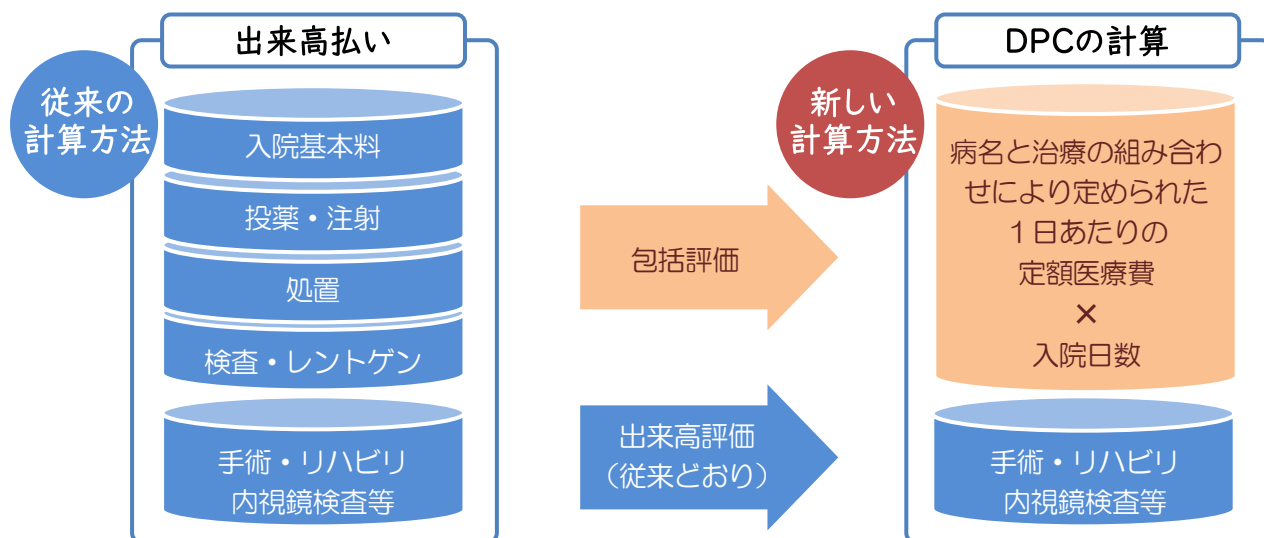 出来高払い
従来の
計算方法
入院基本料
投薬・注射
処置
検査・レントゲン
手術・リハビリ
内視鏡検査等
包括評価
出来高評価
（従来どおり）
DPCの計算
新しい
計算方法
病名と治療の組み合わ
せにより定められた
１日あたりの
定額医療費
×
入院日数
手術・リハビリ
内視鏡検査等